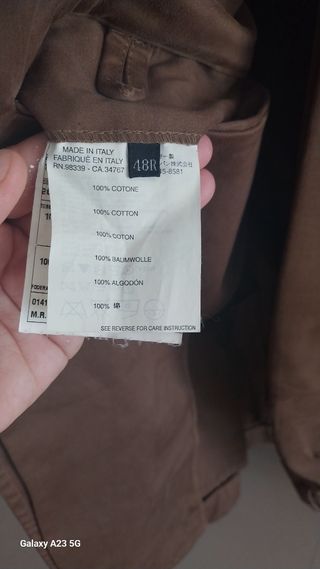 MADE IN ITALY
FABRIQUÉ EN ITALY
RN.98339 - CA.34767
48R
100% COTONE
100% COTTON
100% COTON
100% BAUMWOLLE
100% ALGODÓN
100% 綿
SEE REVERSE FOR CARE INSTRUCTION
0141
M.R.
Galaxy A23 5G